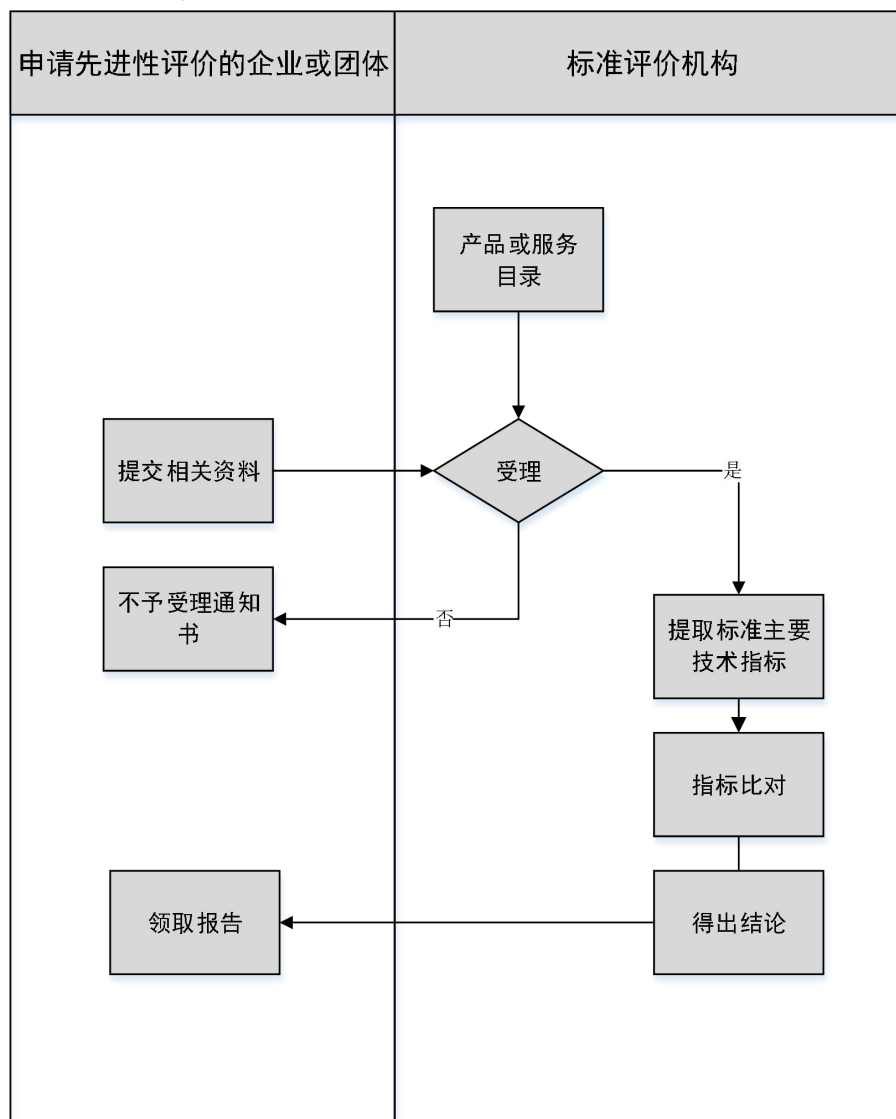 申请先进性评价的企业或团体
标准评价机构
产品或服务
目录
提交相关资料
受理
是
不予受理通知
书
否
提取标准主要
技术指标
指标比对
领取报告
得出结论